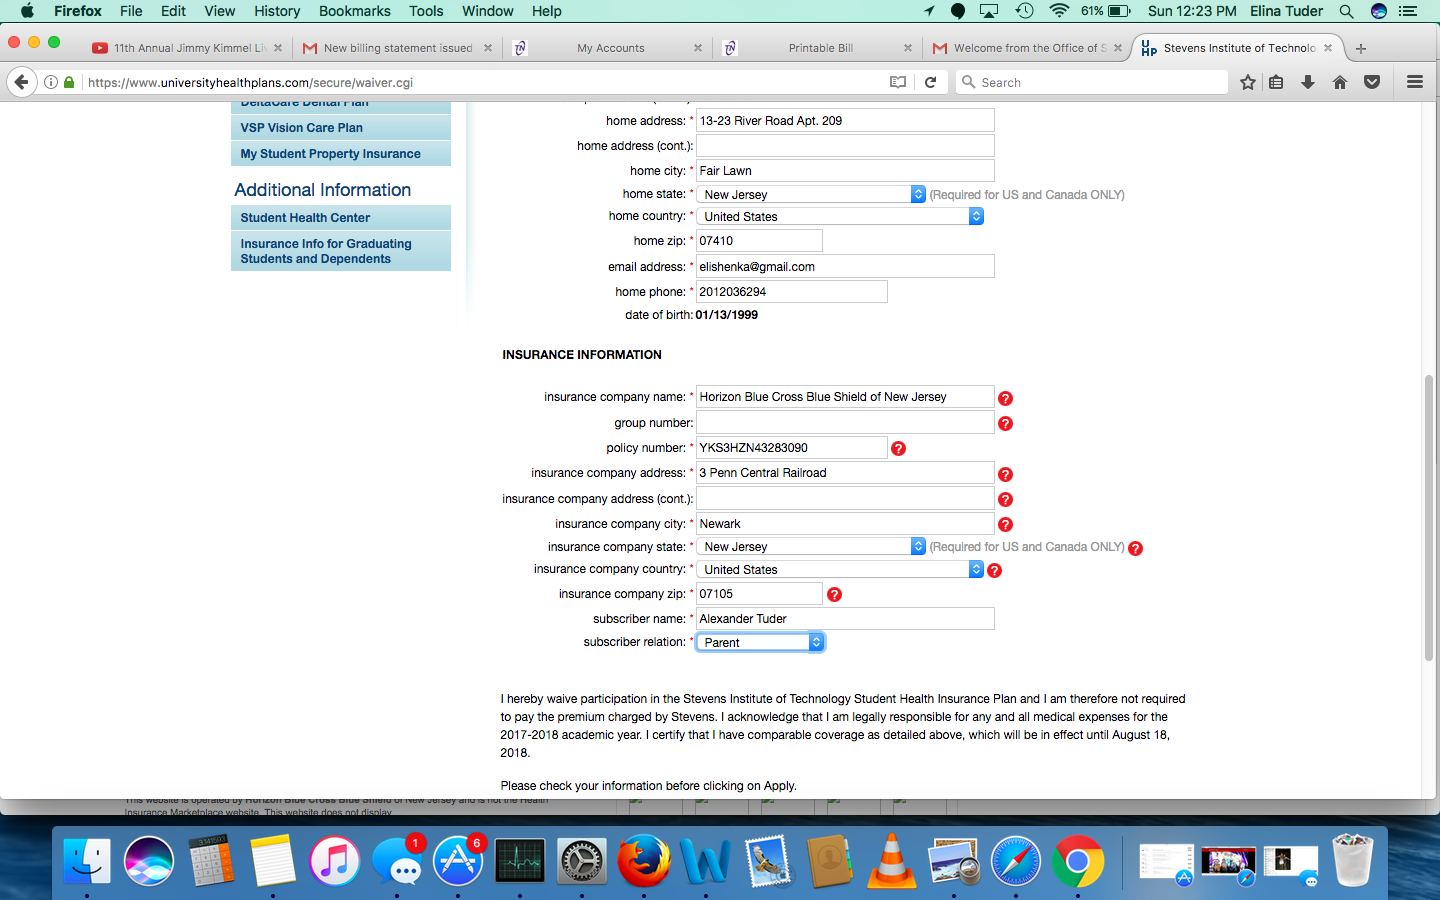 Firefox File Edit View History Bookmarks Tools Window Help 61% Sun 12:23 PM Elina Tuder
11th Annual Jimmy Kimmel Li
New billing statement issued
My Accounts
Printable Bill
Welcome from the Office of S
UHP Stevens Institute of Technolo
https://www.universityhealthplans.com/secure/waiver.cgi
Search
DeltaCare Dental Plan
VSP Vision Care Plan
My Student Property Insurance
Additional Information
Student Health Center
Insurance Info for Graduating
Students and Dependents
home address: * 13-23 River Road Apt. 209
home address (cont.):
home city: * Fair Lawn
home state: * New Jersey (Required for US and Canada ONLY)
home country: * United States
home zip: * 07410
email address: * elishenka@gmail.com
home phone: * 2012036294
date of birth: 01/13/1999
INSURANCE INFORMATION
insurance company name: * Horizon Blue Cross Blue Shield of New Jersey ?
group number: ?
policy number: * YKS3HZN43283090 ?
insurance company address: * 3 Penn Central Railroad ?
insurance company address (cont.): ?
insurance company city: * Newark ?
insurance company state: * New Jersey (Required for US and Canada ONLY) ?
insurance company country: * United States ?
insurance company zip: * 07105 ?
subscriber name: * Alexander Tuder
subscriber relation: * Parent
I hereby waive participation in the Stevens Institute of Technology Student Health Insurance Plan and I am therefore not required
to pay the premium charged by Stevens. I acknowledge that I am legally responsible for any and all medical expenses for the
2017-2018 academic year. I certify that I have comparable coverage as detailed above, which will be in effect until August 18,
2018.
Please check your information before clicking on Apply.
This website is operated by Horizon Blue Cross Blue Shield of New Jersey and is not the Health
Insurance Marketplace website. This website does not display
1
6